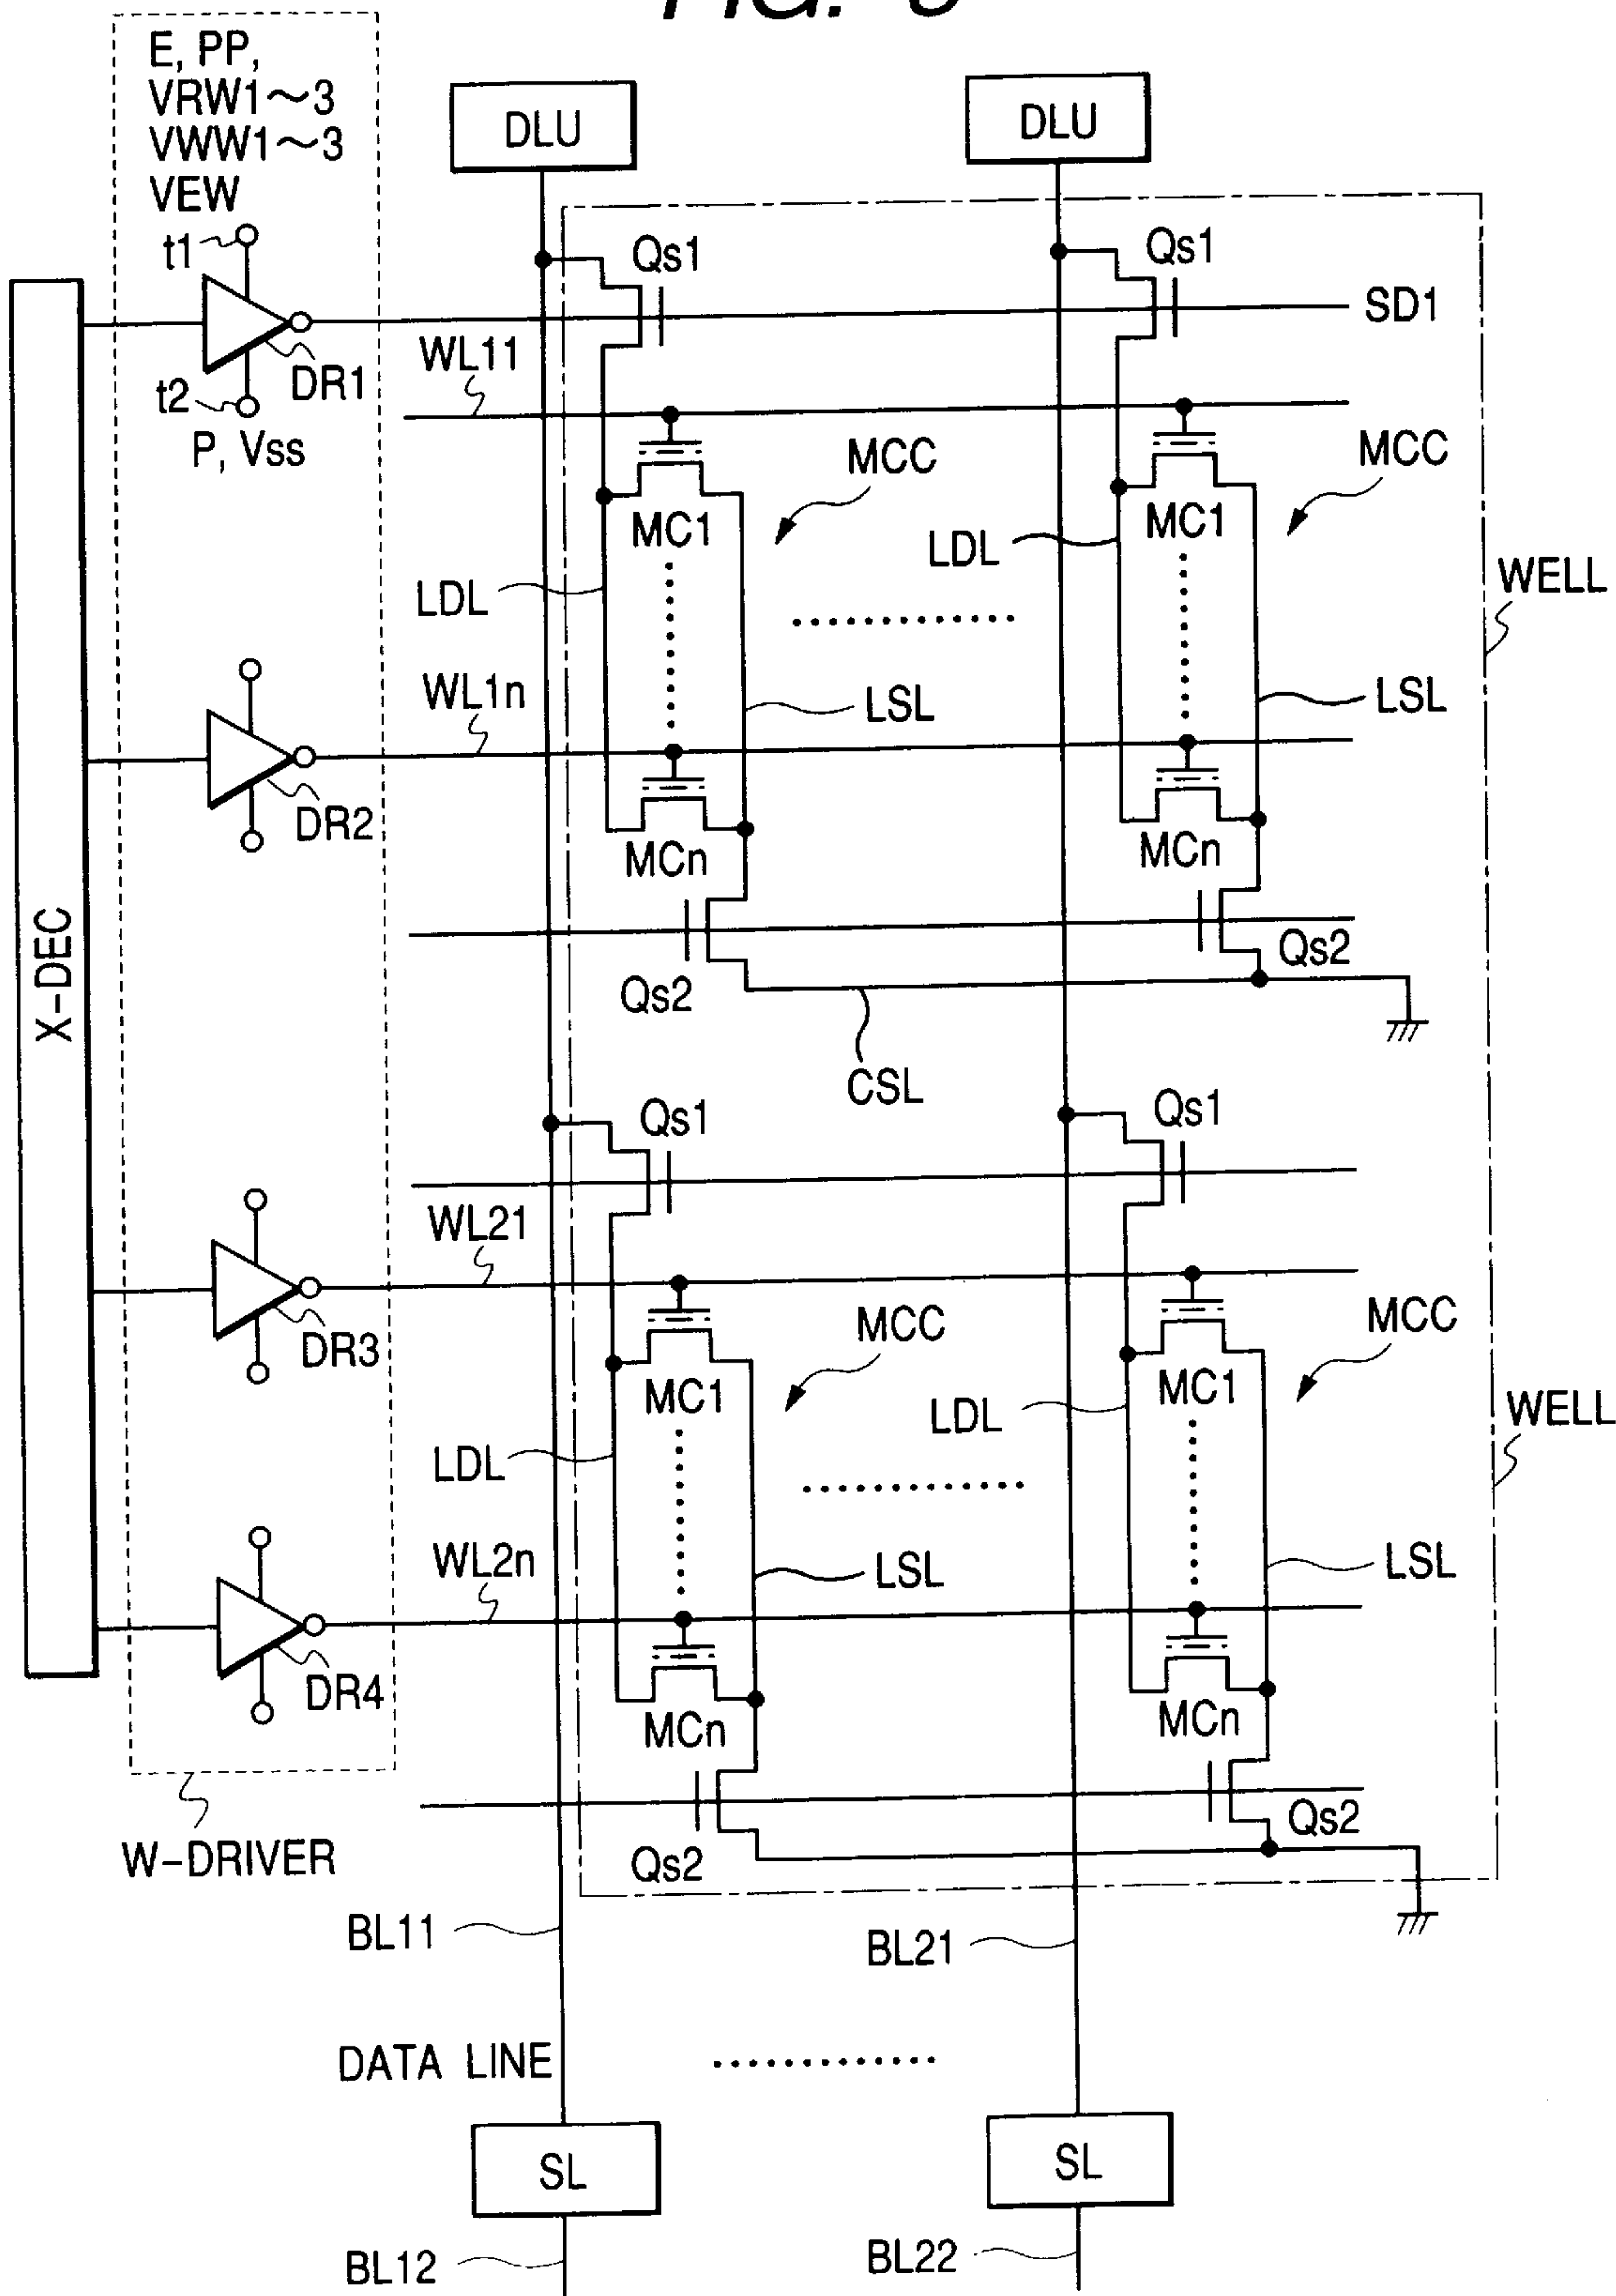 E, PP,
VRW1~3
VWW1~3
VEW
DLU
DLU
t1
Qs1
Qs1
SD1
WL11
DR1
t2
P, Vss
MCC
MCC
MC1
MC1
LDL
LDL
WELL
WL1n
LSL
LSL
DR2
MCn
MCn
X-DEC
Qs2
Qs2
CSL
Qs1
Qs1
WL21
DR3
MCC
MCC
MC1
MC1
LDL
LDL
WELL
WL2n
LSL
LSL
DR4
MCn
MCn
W-DRIVER
Qs2
Qs2
BL11
BL21
DATA LINE
SL
SL
BL12
BL22